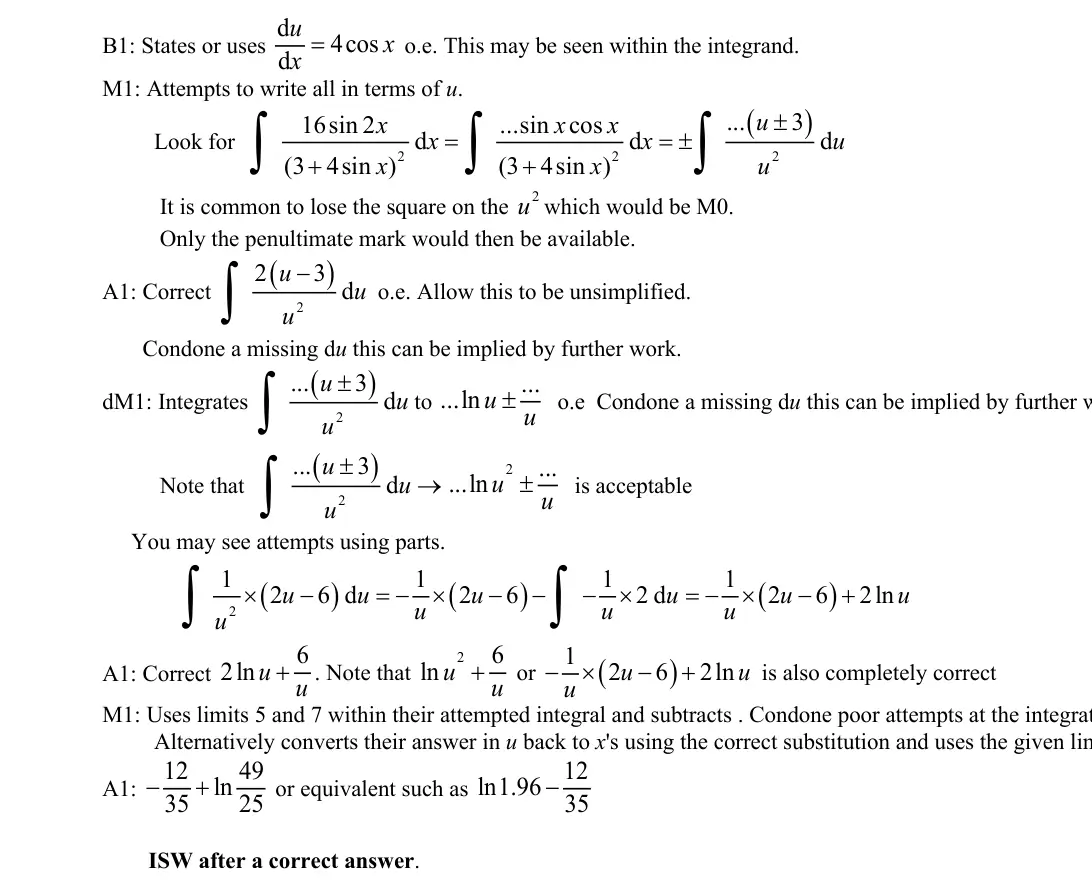 B1: States or uses du/dx = 4cos x o.e. This may be seen within the integrand.
M1: Attempts to write all in terms of u.
Look for ∫ 16sin 2x/(3+4sin x)² dx = ∫ ...sin x cos x/(3+4sin x)² dx = ±∫ ...(u±3)/u² du
It is common to lose the square on the u² which would be M0.
Only the penultimate mark would then be available.
A1: Correct ∫ 2(u−3)/u² du o.e. Allow this to be unsimplified.
Condone a missing du this can be implied by further work.
dM1: Integrates ∫ ...(u±3)/u² du to ...ln u ± .../u o.e Condone a missing du this can be implied by further
Note that ∫ ...(u±3)/u² du → ...ln u² ± .../u is acceptable
You may see attempts using parts.
∫ 1/u² ×(2u−6) du = −1/u ×(2u−6) − ∫ −1/u ×2 du = −1/u ×(2u−6)+2 ln u
A1: Correct 2 ln u + 6/u. Note that ln u² + 6/u or −1/u ×(2u−6)+2 ln u is also completely correct
M1: Uses limits 5 and 7 within their attempted integral and subtracts . Condone poor attempts at the
Alternatively converts their answer in u back to x's using the correct substitution and uses the given
A1: −12/35 + ln 49/25 or equivalent such as ln1.96 − 12/35
ISW after a correct answer.